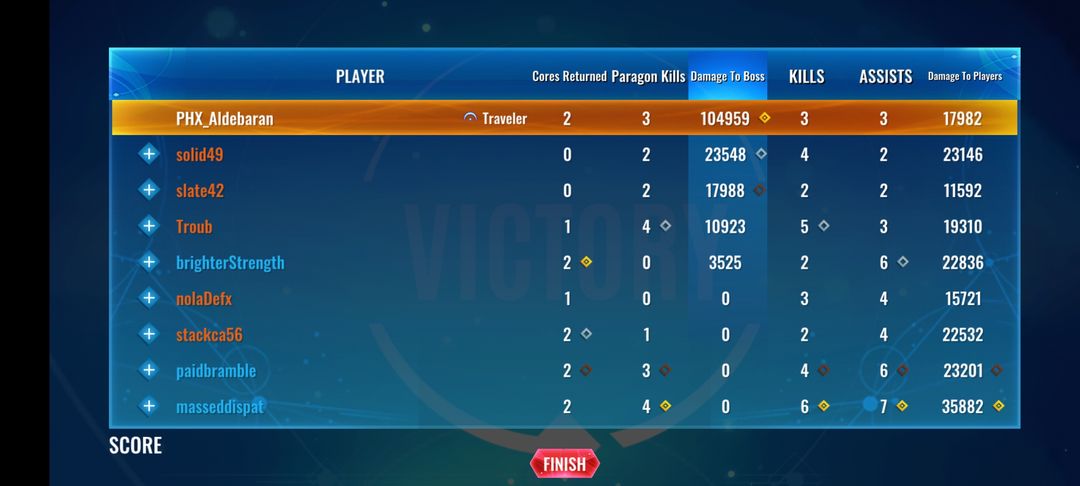 PLAYER Cores Returned Paragon Kills Damage To Boss KILLS ASSISTS Damage To Players
PHX_Aldebaran Traveler 2 3 104959 3 3 17982
solid49 0 2 23548 4 2 23146
slate42 0 2 17988 2 2 11592
Troub 1 4 10923 5 3 19310
brighterStrength 2 0 3525 2 6 22836
nolaDefx 1 0 0 3 4 15721
stackca56 2 1 0 2 4 22532
paidbramble 2 3 0 4 6 23201
masseddispat 2 4 0 6 7 35882
VICTORY
SCORE
FINISH